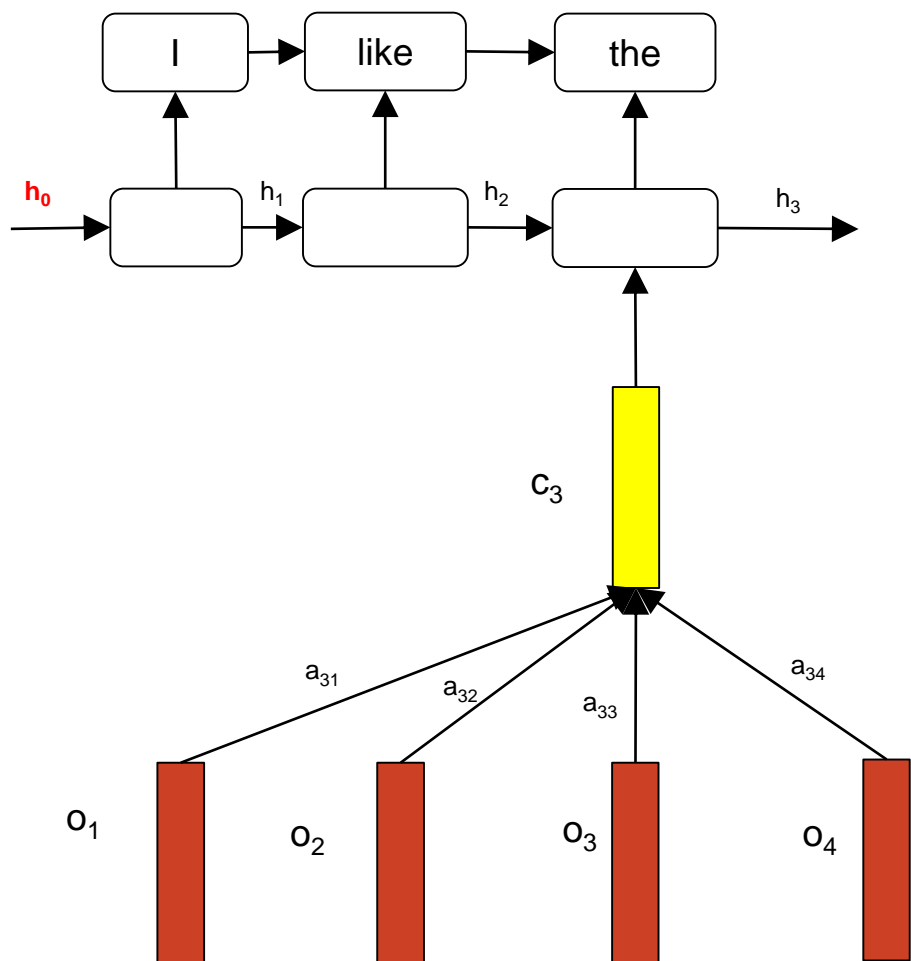 I like the
h₀ h₁ h₂ h₃
c₃
a₃₁ a₃₂ a₃₃ a₃₄
o₁ o₂ o₃ o₄